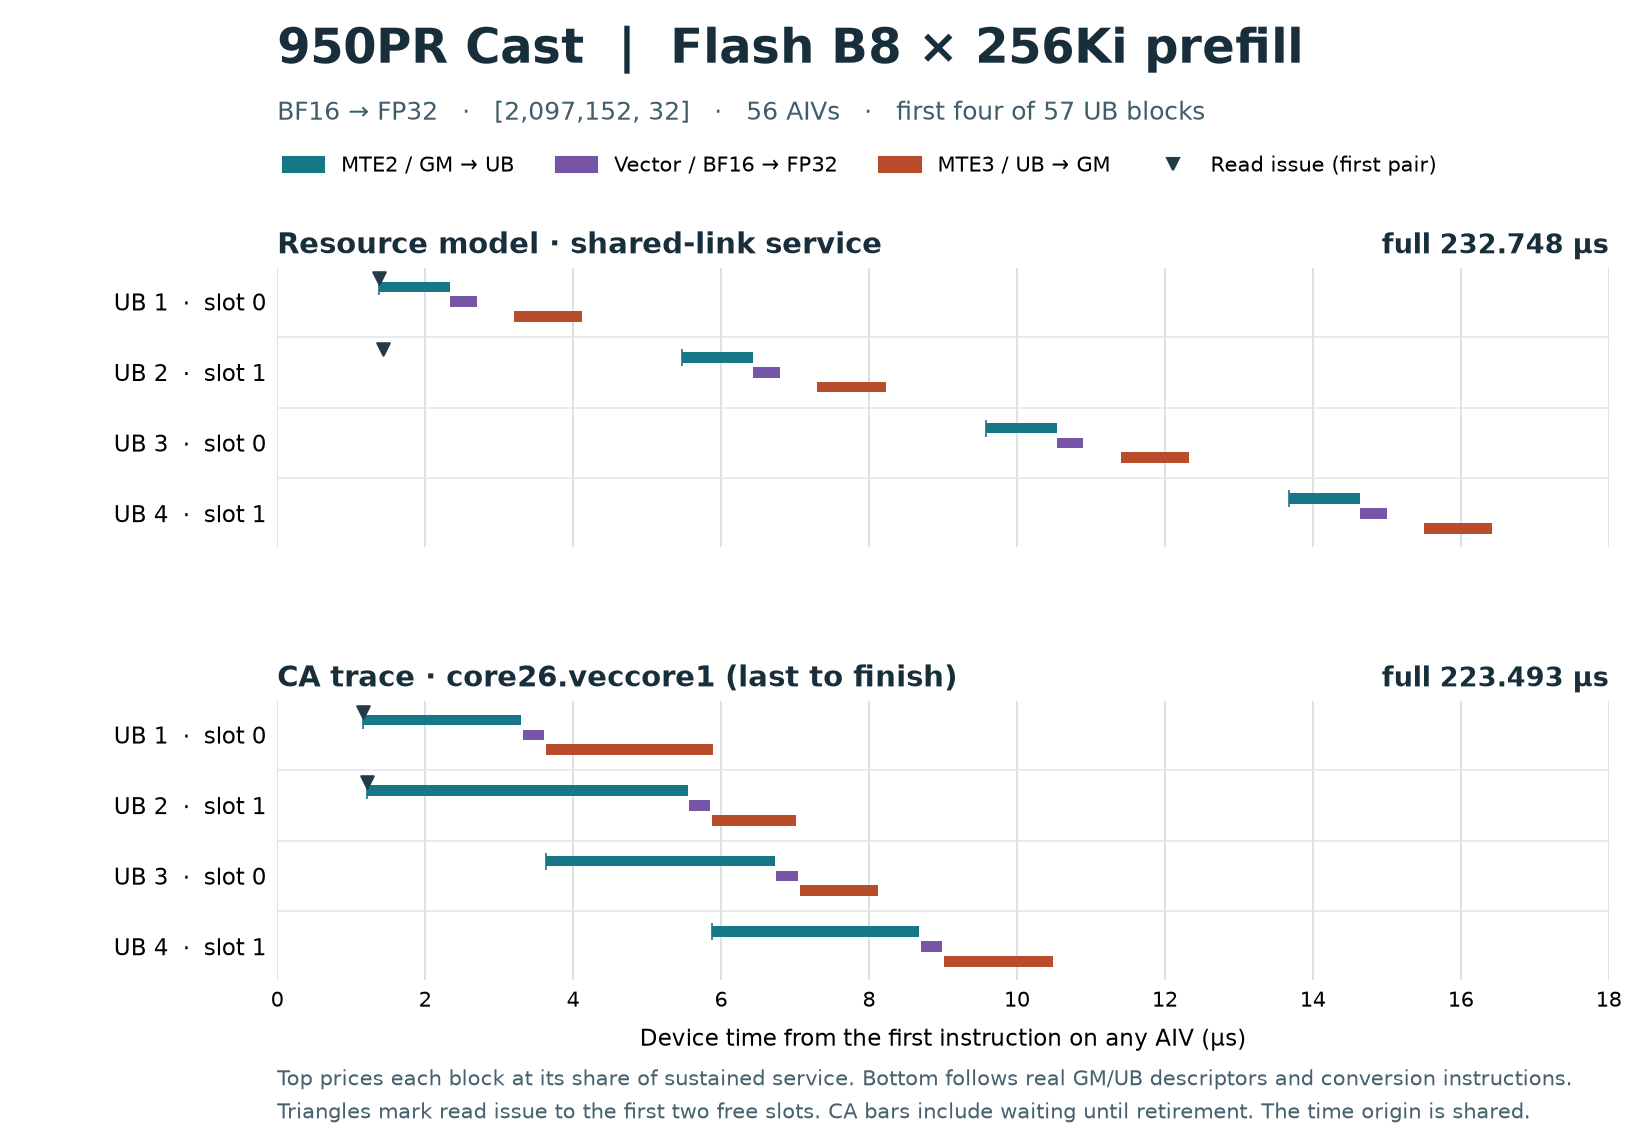 950PR Cast | Flash B8 × 256Ki prefill
BF16 → FP32 · [2,097,152, 32] · 56 AIVs · first four of 57 UB blocks
MTE2 / GM → UB Vector / BF16 → FP32 MTE3 / UB → GM Read issue (first pair)
Resource model · shared-link service full 232.748 µs
UB 1 · slot 0
UB 2 · slot 1
UB 3 · slot 0
UB 4 · slot 1
CA trace · core26.veccore1 (last to finish) full 223.493 µs
UB 1 · slot 0
UB 2 · slot 1
UB 3 · slot 0
UB 4 · slot 1
0 2 4 6 8 10 12 14 16 18
Device time from the first instruction on any AIV (µs)
Top prices each block at its share of sustained service. Bottom follows real GM/UB descriptors and conversion instructions.
Triangles mark read issue to the first two free slots. CA bars include waiting until retirement. The time origin is shared.